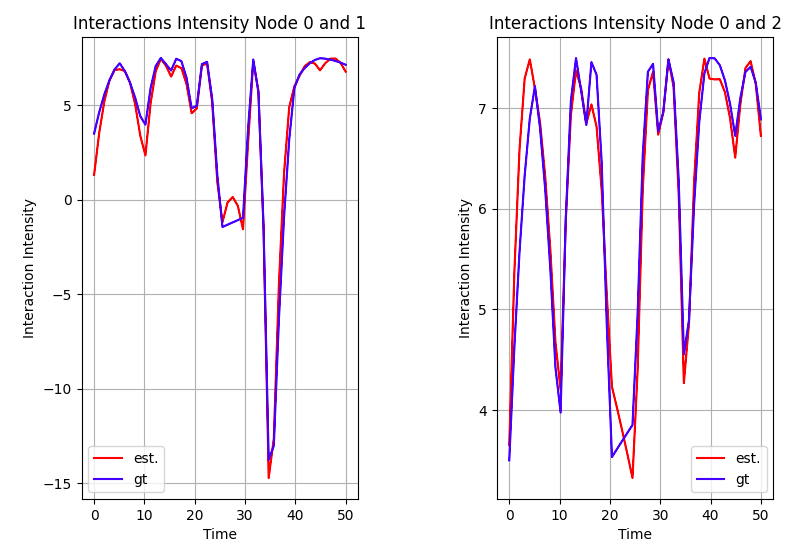 Interactions Intensity Node 0 and 1
Interaction Intensity
5
0
−5
−10
−15
0 10 20 30 40 50
Time
est.
gt
Interactions Intensity Node 0 and 2
Interaction Intensity
7
6
5
4
0 10 20 30 40 50
Time
est.
gt